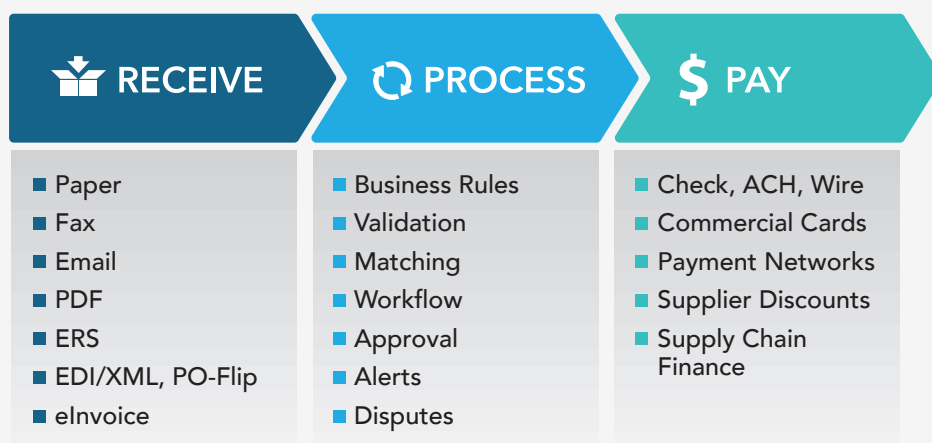 RECEIVE
Paper
Fax
Email
PDF
ERS
EDI/XML, PO-Flip
eInvoice
PROCESS
Business Rules
Validation
Matching
Workflow
Approval
Alerts
Disputes
$ PAY
Check, ACH, Wire
Commercial Cards
Payment Networks
Supplier Discounts
Supply Chain
Finance